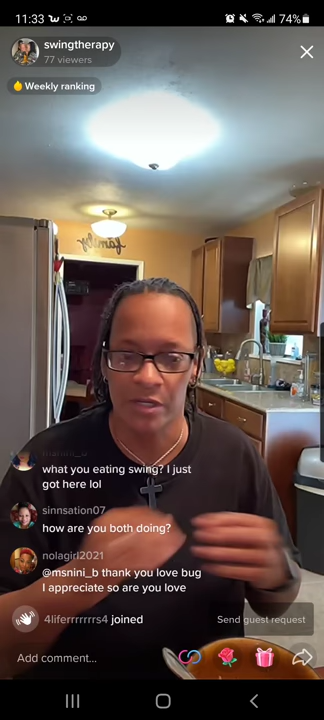 11:33
74%
swingtherapy
77 viewers
Weekly ranking
family
msnini_b
what you eating swing? I just
got here lol
sinnsation07
how are you both doing?
nolagirl2021
@msnini_b thank you love bug
I appreciate so are you love
4liferrrrrrrs4 joined
Send guest request
Add comment...